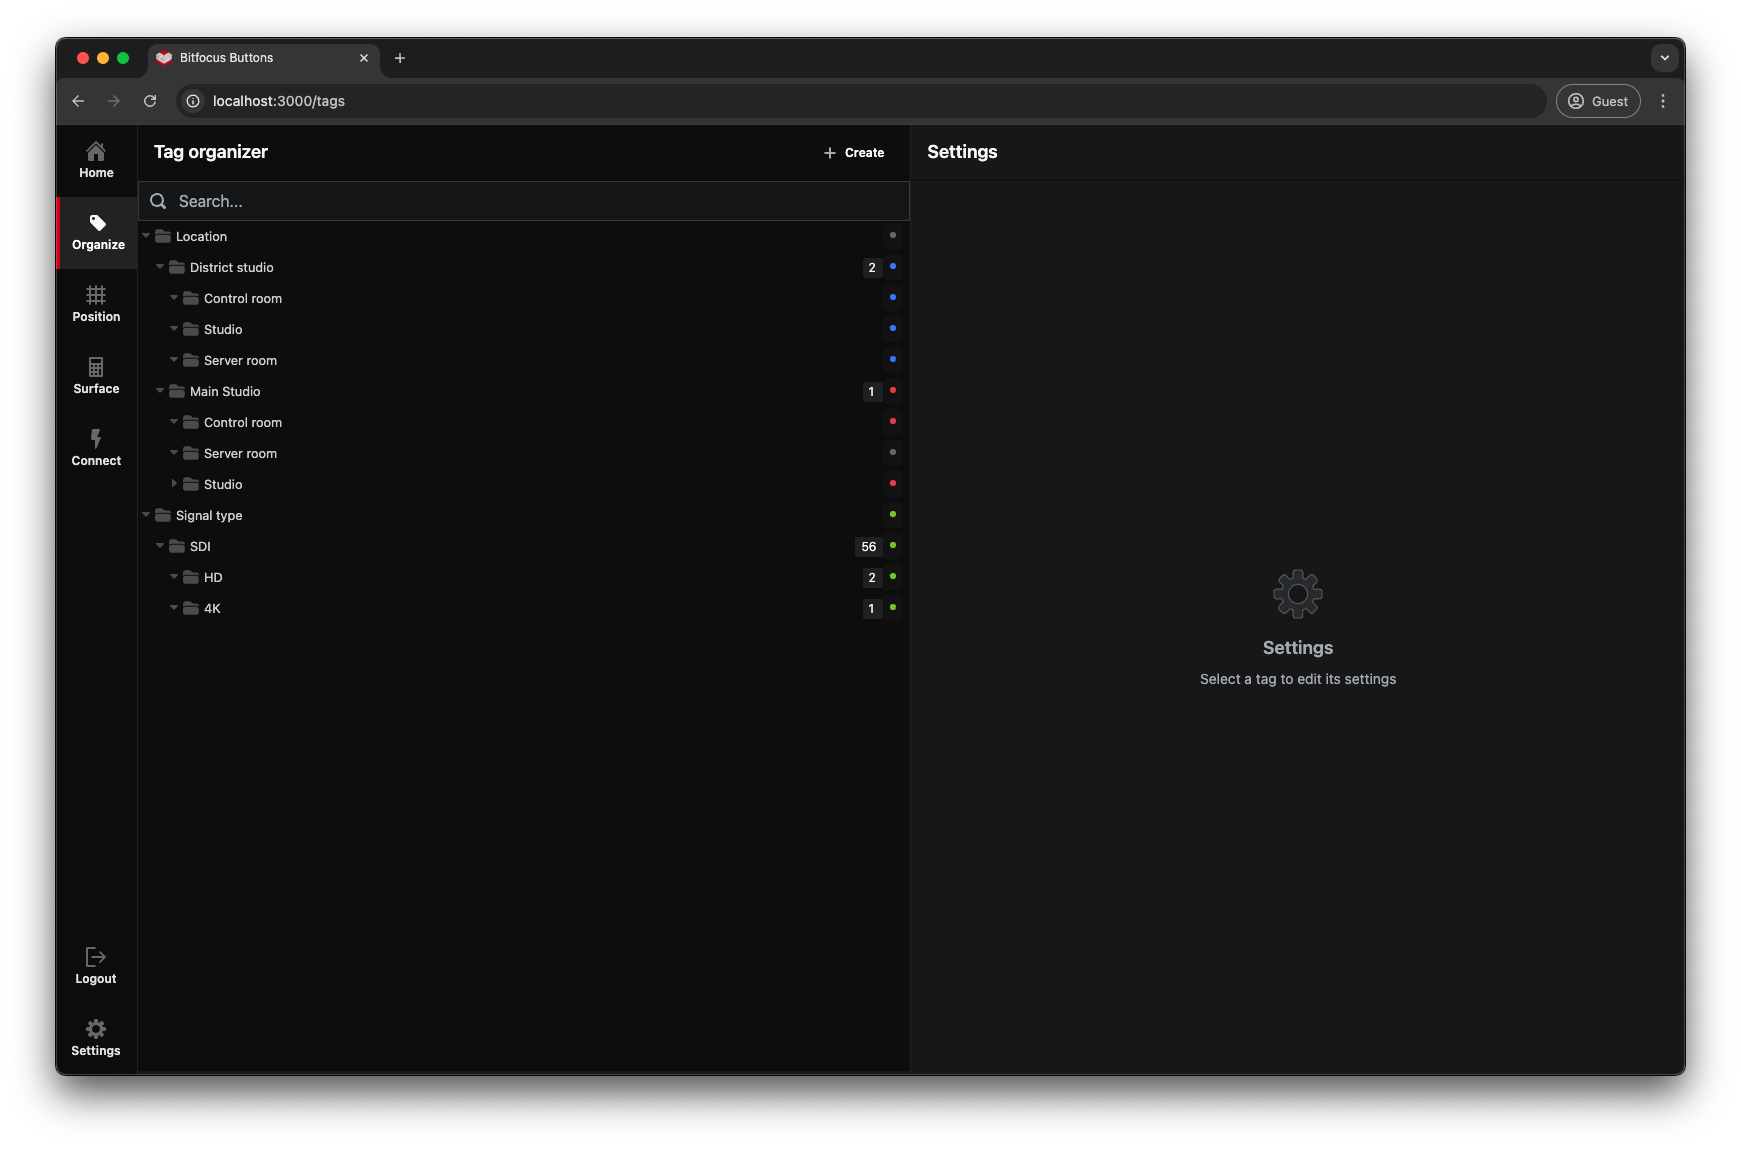 Bitfocus Buttons
localhost:3000/tags
Guest
Home
Organize
Position
Surface
Connect
Logout
Settings
Tag organizer
Create
Search...
Location
District studio 2
Control room
Studio
Server room
Main Studio 1
Control room
Server room
Studio
Signal type
SDI 56
HD 2
4K 1
Settings
Settings
Select a tag to edit its settings